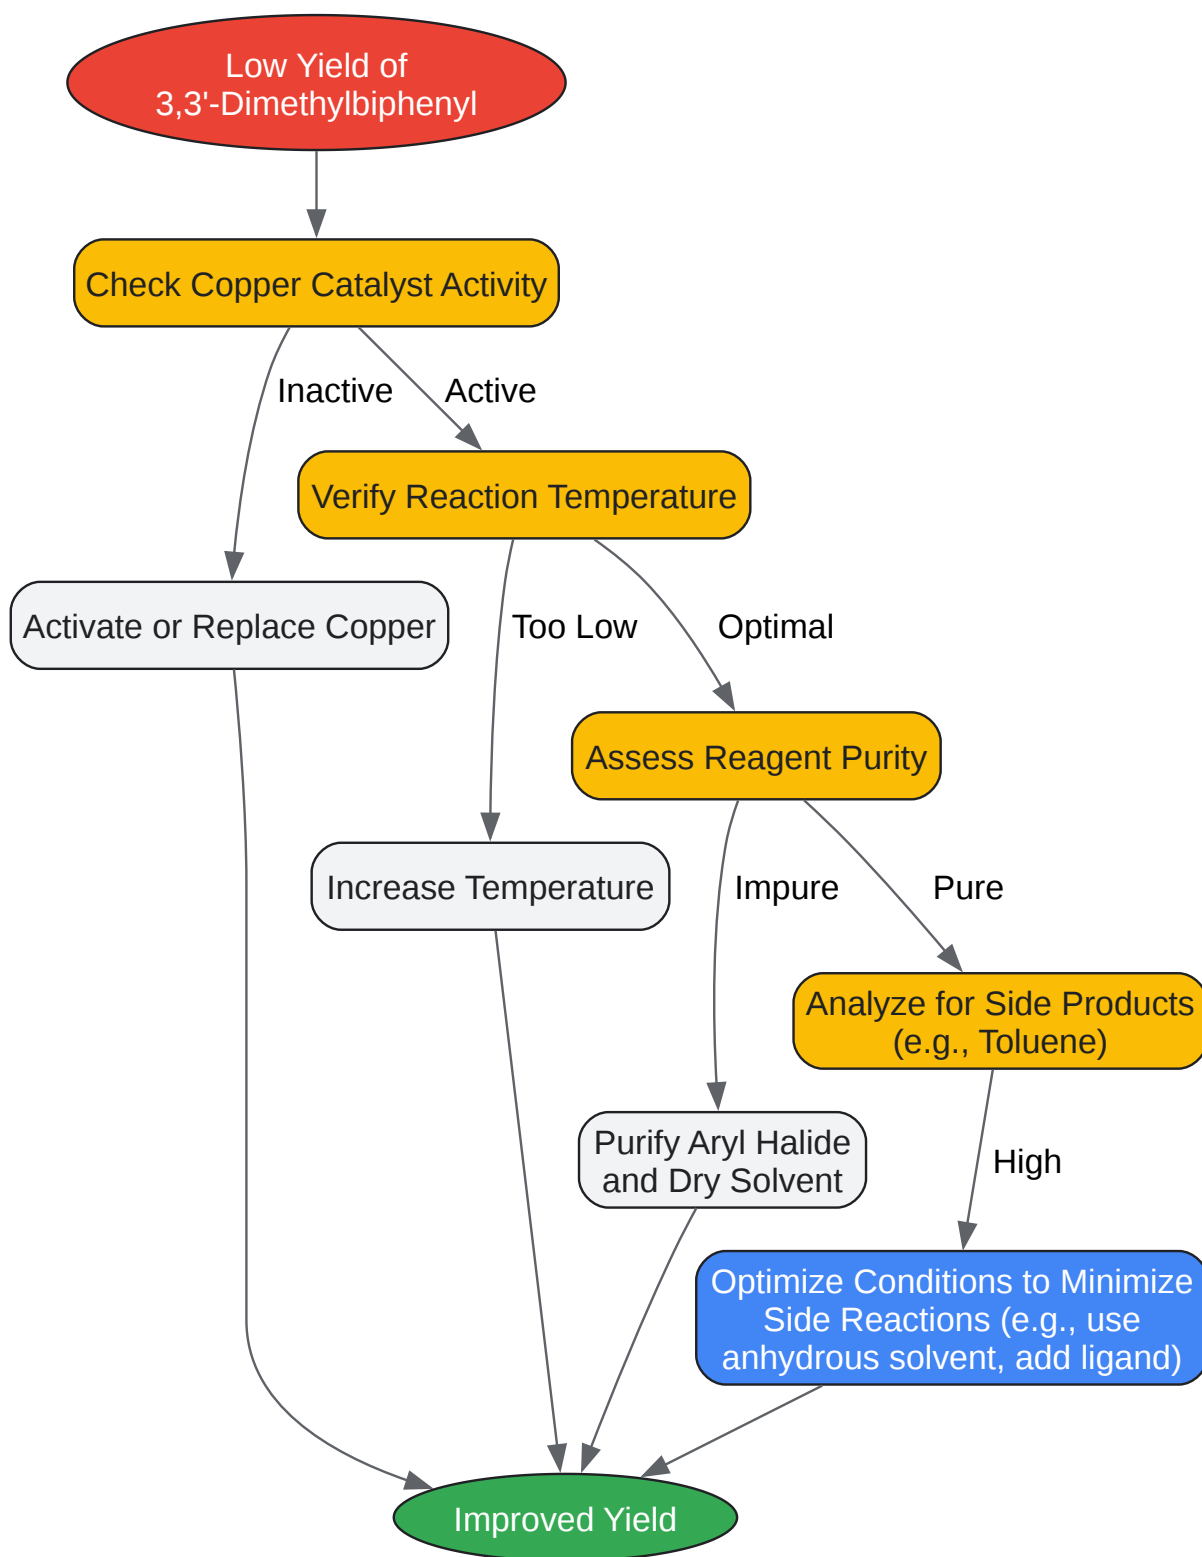 Low Yield of
3,3'-Dimethylbiphenyl
Check Copper Catalyst Activity
Inactive
Active
Verify Reaction Temperature
Activate or Replace Copper
Too Low
Optimal
Assess Reagent Purity
Increase Temperature
Impure
Pure
Analyze for Side Products
(e.g., Toluene)
Purify Aryl Halide
and Dry Solvent
High
Optimize Conditions to Minimize
Side Reactions (e.g., use
anhydrous solvent, add ligand)
Improved Yield